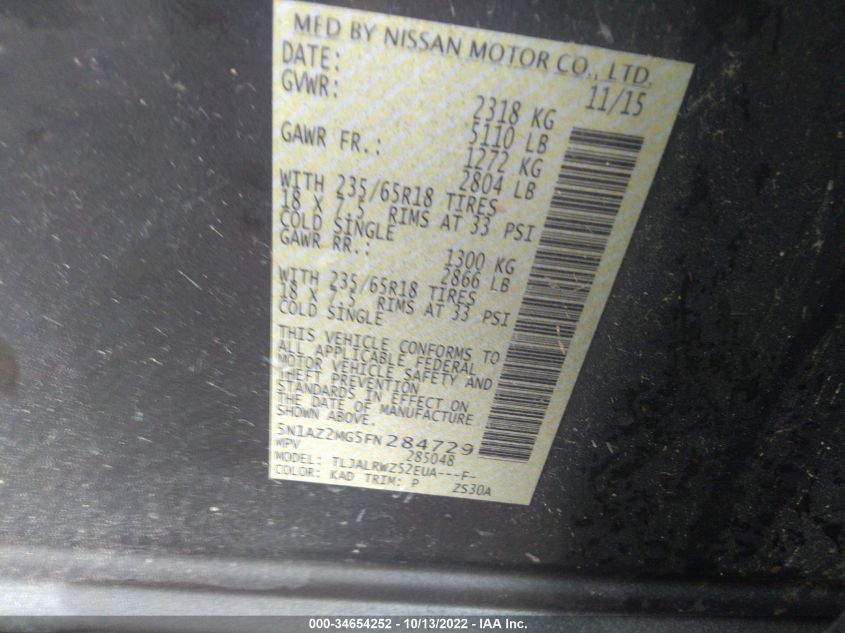 MFD BY NISSAN MOTOR CO., LTD.
DATE: 11/15
GVWR: 2318 KG
5110 LB
GAWR FR.: 1272 KG
2804 LB
WITH 235/65R18 TIRES
18 X 7.5 RIMS AT 33 PSI
COLD SINGLE
GAWR RR.: 1300 KG
2866 LB
WITH 235/65R18 TIRES
18 X 7.5 RIMS AT 33 PSI
COLD SINGLE
THIS VEHICLE CONFORMS TO
ALL APPLICABLE FEDERAL
MOTOR VEHICLE SAFETY AND
THEFT PREVENTION
STANDARDS IN EFFECT ON
THE DATE OF MANUFACTURE
SHOWN ABOVE.
5N1AZ2MG5FN284729
MPV 285048
MODEL: TLJALRWZ52EUA---F-
COLOR: KAD TRIM: P ZS30A
000-34654252 - 10/13/2022 - IAA Inc.